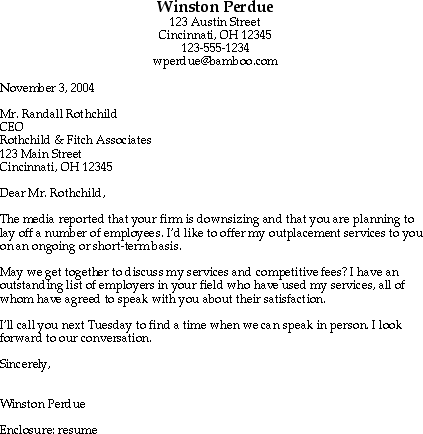 Winston Perdue
123 Austin Street
Cincinnati, OH 12345
123-555-1234
wperdue@bamboo.com
November 3, 2004
Mr. Randall Rothchild
CEO
Rothchild & Fitch Associates
123 Main Street
Cincinnati, OH 12345
Dear Mr. Rothchild,
The media reported that your firm is downsizing and that you are planning to
lay off a number of employees. I'd like to offer my outplacement services to you
on an ongoing or short-term basis.
May we get together to discuss my services and competitive fees? I have an
outstanding list of employers in your field who have used my services, all of
whom have agreed to speak with you about their satisfaction.
I'll call you next Tuesday to find a time when we can speak in person. I look
forward to our conversation.
Sincerely,
Winston Perdue
Enclosure: resume